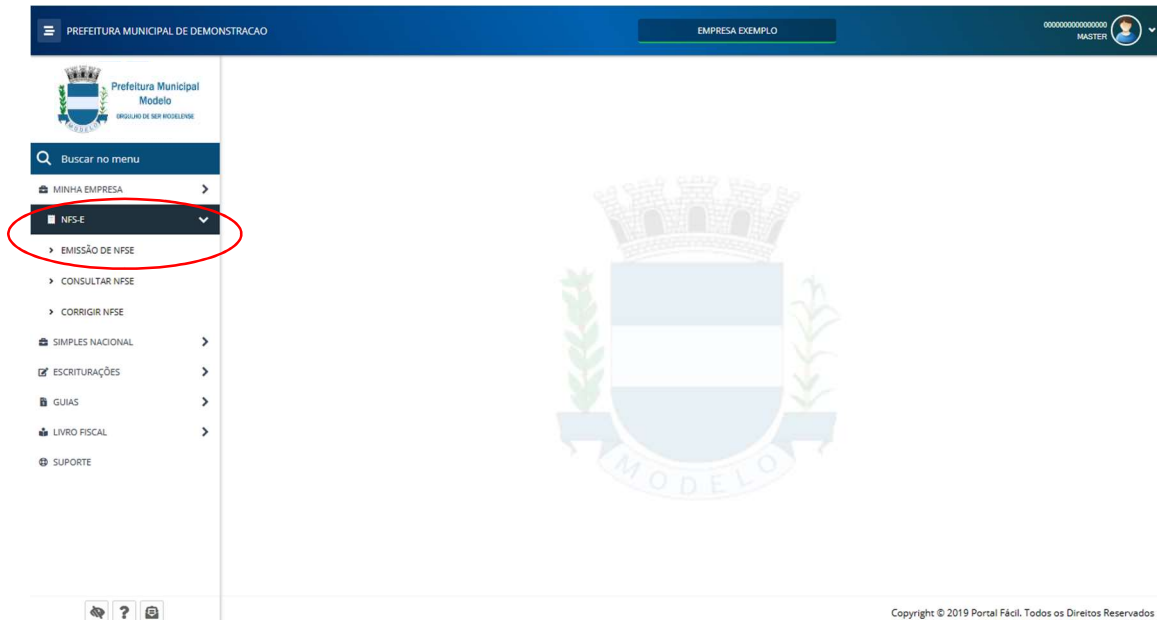 PREFEITURA MUNICIPAL DE DEMONSTRACAO
EMPRESA EXEMPLO
00000000000000
MASTER
Prefeitura Municipal
Modelo
ORGULHO DE SER MODELENSE
MODELO
Buscar no menu
MINHA EMPRESA
NFS-E
EMISSÃO DE NFSE
CONSULTAR NFSE
CORRIGIR NFSE
SIMPLES NACIONAL
ESCRITURAÇÕES
GUIAS
LIVRO FISCAL
SUPORTE
MODELO
?
Copyright © 2019 Portal Fácil. Todos os Direitos Reservados